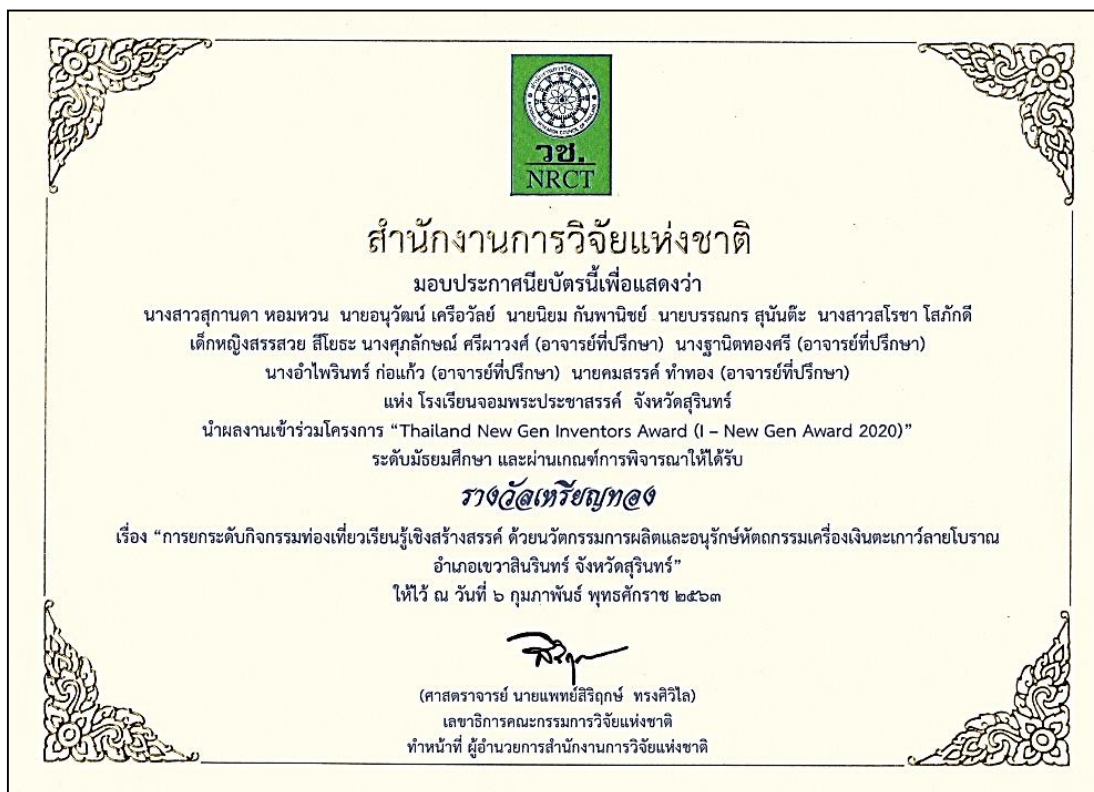 สำนักงานการวิจัยแห่งชาติ
NATIONAL RESEARCH COUNCIL OF THAILAND
วช.
NRCT
สำนักงานการวิจัยแห่งชาติ
มอบประกาศนียบัตรนี้เพื่อแสดงว่า
นางสาวสุกานดา หอมหวน นายอนุวัฒน์ เครือวัลย์ นายนิยม กันพานิชย์ นายบรรณกร สุนันต๊ะ นางสาวสโรชา โสภักดี
เด็กหญิงสรรสวย สีโยธะ นางศุภลักษณ์ ศรีผาวงศ์ (อาจารย์ที่ปรึกษา) นางฐานิตทองศรี (อาจารย์ที่ปรึกษา)
นางอำไพรินทร์ ก่อแก้ว (อาจารย์ที่ปรึกษา) นายคมสรรค์ ทำทอง (อาจารย์ที่ปรึกษา)
แห่ง โรงเรียนจอมพระประชาสรรค์ จังหวัดสุรินทร์
นำผลงานเข้าร่วมโครงการ “Thailand New Gen Inventors Award (I – New Gen Award 2020)”
ระดับมัธยมศึกษา และผ่านเกณฑ์การพิจารณาให้ได้รับ
รางวัลเหรียญทอง
เรื่อง “การยกระดับกิจกรรมท่องเที่ยวเรียนรู้เชิงสร้างสรรค์ ด้วยนวัตกรรมการผลิตและอนุรักษ์หัตถกรรมเครื่องเงินตะเกาว์ลายโบราณ
อำเภอเขวาสินรินทร์ จังหวัดสุรินทร์”
ให้ไว้ ณ วันที่ ๖ กุมภาพันธ์ พุทธศักราช ๒๕๖๓
(ศาสตราจารย์ นายแพทย์สิริฤกษ์ ทรงศิวิไล)
เลขาธิการคณะกรรมการวิจัยแห่งชาติ
ทำหน้าที่ ผู้อำนวยการสำนักงานการวิจัยแห่งชาติ